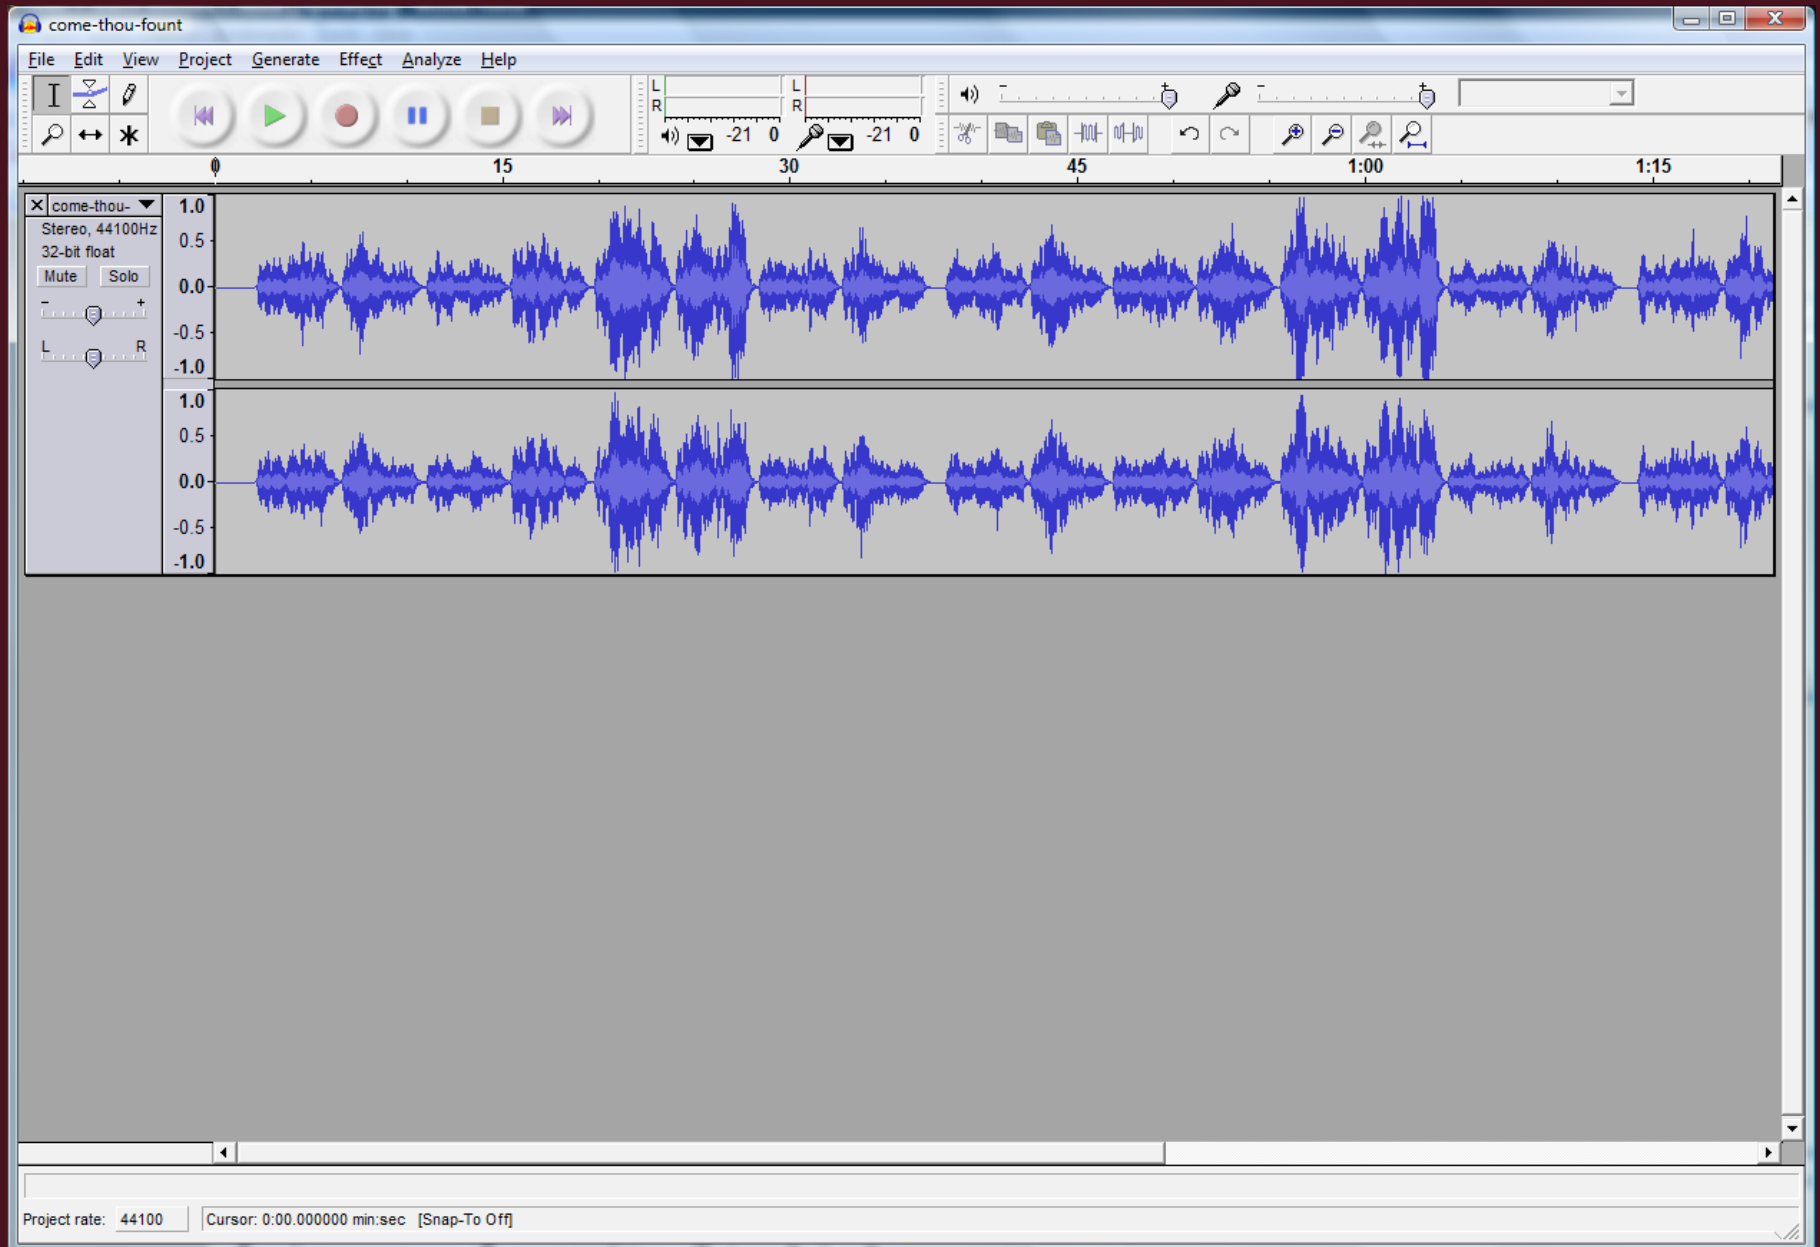 come-thou-fount
File Edit View Project Generate Effect Analyze Help
L L
R R
-21 0 -21 0
0 15 30 45 1:00 1:15
come-thou-
Stereo, 44100Hz
32-bit float
Mute Solo
- +
L R
1.0
0.5
0.0
-0.5
-1.0
1.0
0.5
0.0
-0.5
-1.0
Project rate: 44100 Cursor: 0:00.000000 min:sec [Snap-To Off]